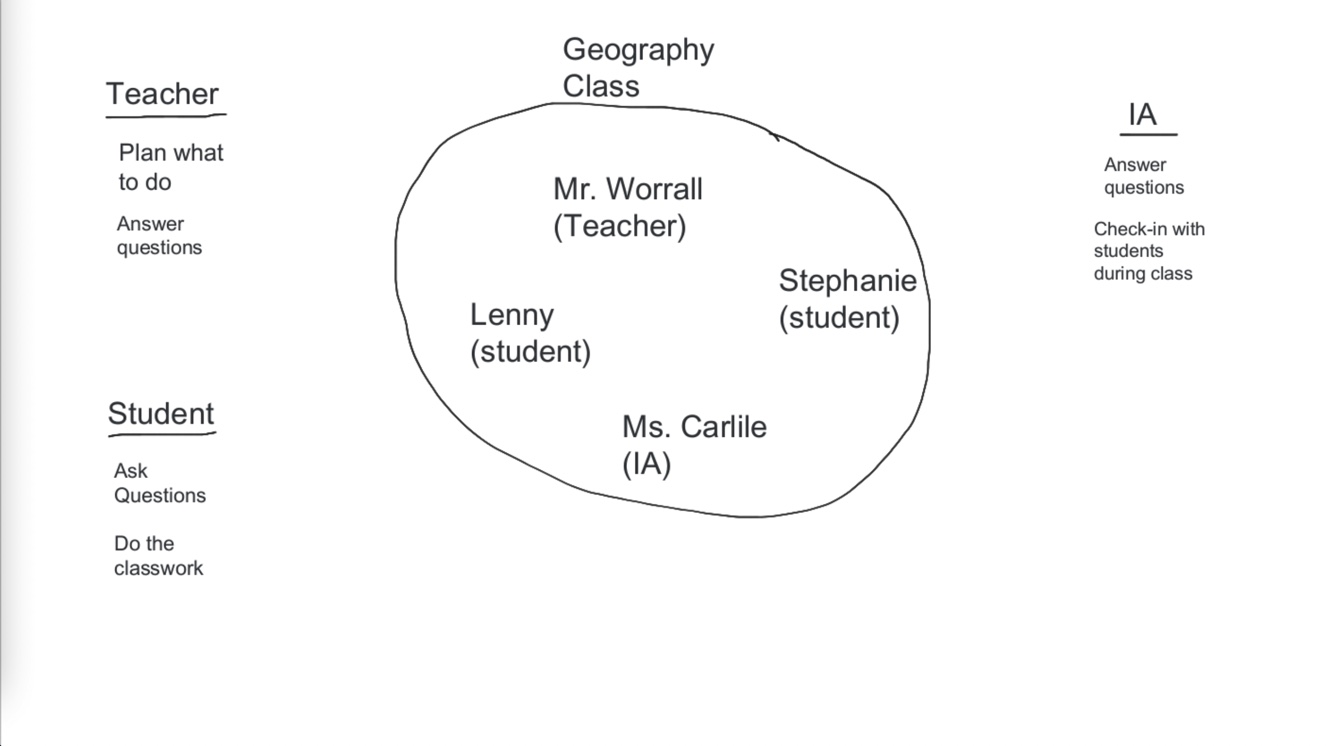 Geography
Class
Teacher
Plan what
to do
Answer
questions
Student
Ask
Questions
Do the
classwork
Mr. Worrall
(Teacher)
Stephanie
(student)
Lenny
(student)
Ms. Carlile
(IA)
IA
Answer
questions
Check-in with
students
during class